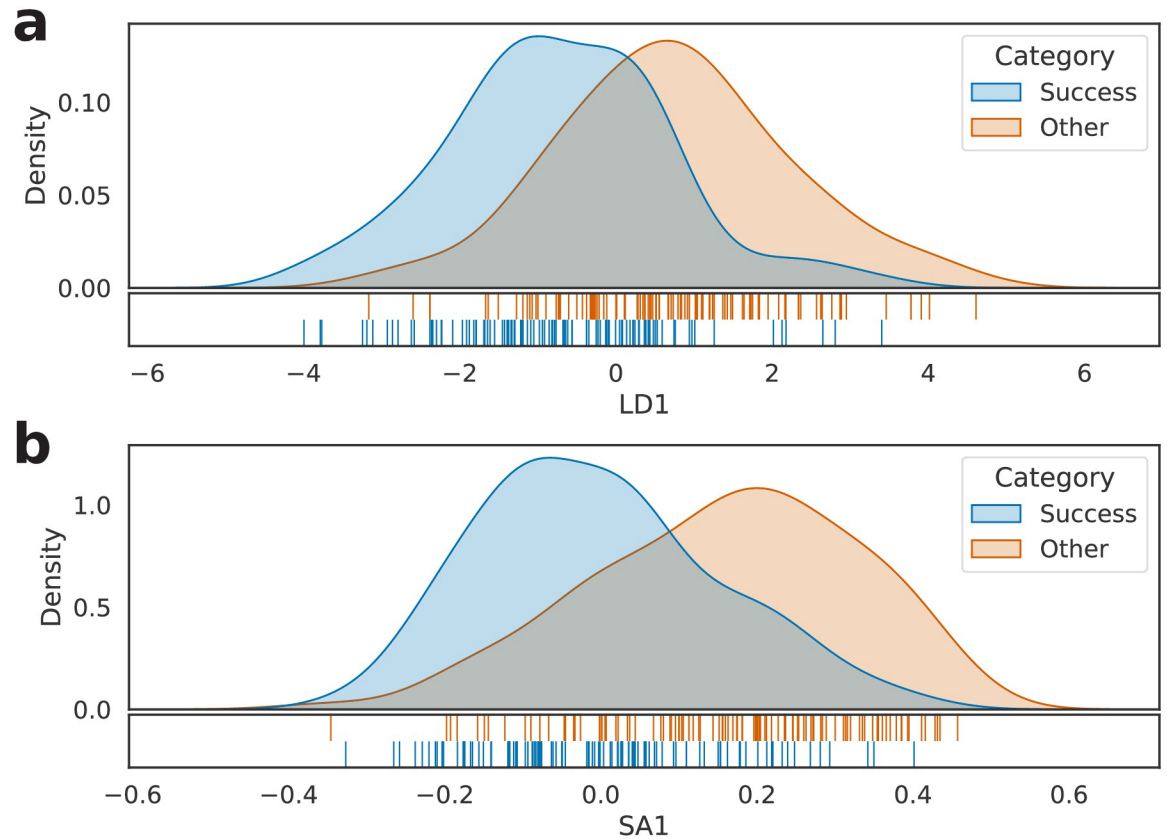 a
Category
Success
Other
Density
0.10
0.05
0.00
−6 −4 −2 0 2 4 6
LD1
b
Category
Success
Other
Density
1.0
0.5
0.0
−0.6 −0.4 −0.2 0.0 0.2 0.4 0.6
SA1